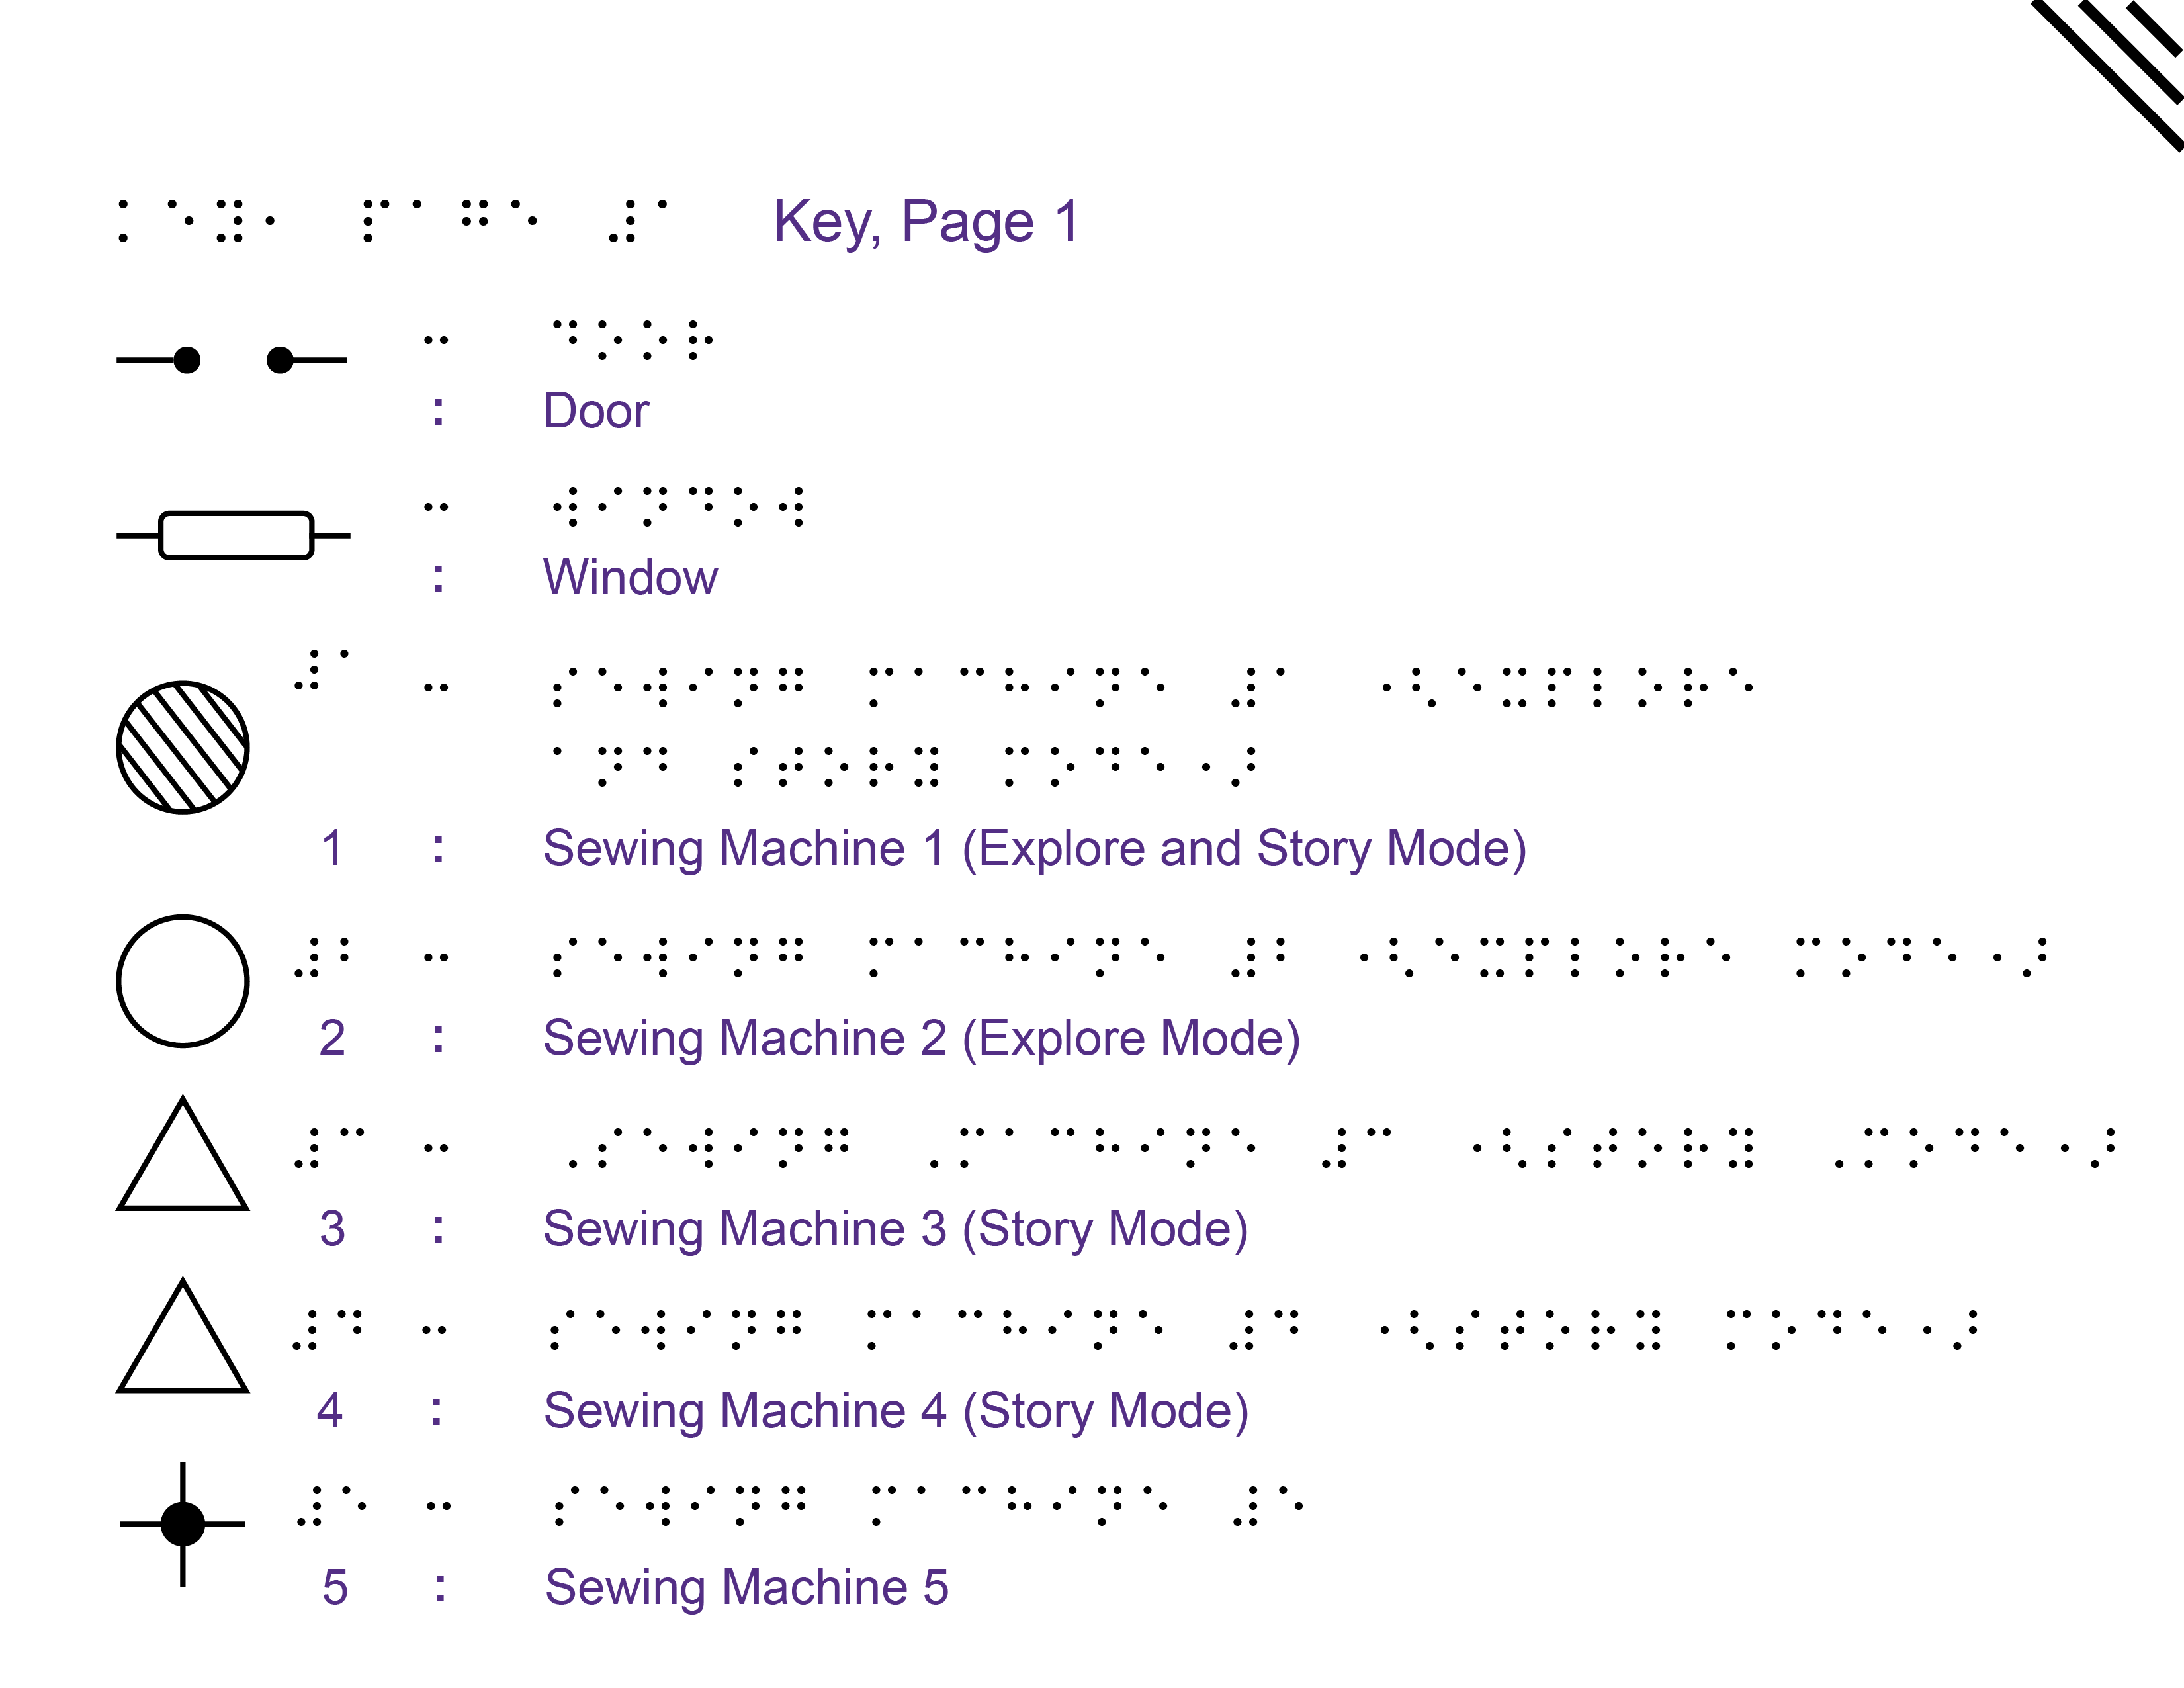 ⠅⠑⠽⠂ ⠏⠁⠛⠑ ⠼⠁ Key, Page 1
⠒ ⠙⠕⠕⠗
: Door
⠒ ⠺⠊⠝⠙⠕⠺
: Window
⠼⠁ ⠒ ⠎⠑⠺⠊⠝⠛ ⠍⠁⠉⠓⠊⠝⠑ ⠼⠁ ⠐⠣⠑⠭⠏⠇⠕⠗⠑
⠁⠝⠙ ⠎⠞⠕⠗⠽ ⠍⠕⠙⠑⠐⠜
1 : Sewing Machine 1 (Explore and Story Mode)
⠼⠃ ⠒ ⠎⠑⠺⠊⠝⠛ ⠍⠁⠉⠓⠊⠝⠑ ⠼⠃ ⠐⠣⠑⠭⠏⠇⠕⠗⠑ ⠍⠕⠙⠑⠐⠜
2 : Sewing Machine 2 (Explore Mode)
⠼⠉ ⠒ ⠠⠎⠑⠺⠊⠝⠛ ⠠⠍⠁⠉⠓⠊⠝⠑ ⠼⠉ ⠐⠣⠎⠞⠕⠗⠽ ⠠⠍⠕⠙⠑⠐⠜
3 : Sewing Machine 3 (Story Mode)
⠼⠙ ⠒ ⠎⠑⠺⠊⠝⠛ ⠍⠁⠉⠓⠊⠝⠑ ⠼⠙ ⠐⠣⠎⠞⠕⠗⠽ ⠍⠕⠙⠑⠐⠜
4 : Sewing Machine 4 (Story Mode)
⠼⠑ ⠒ ⠎⠑⠺⠊⠝⠛ ⠍⠁⠉⠓⠊⠝⠑ ⠼⠑
5 : Sewing Machine 5